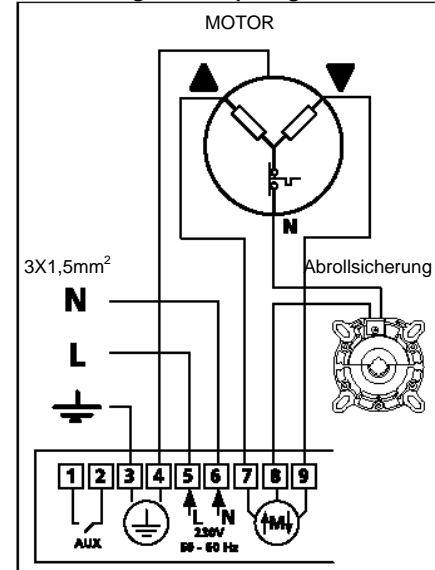 MOTOR
N
3X1,5mm²
Abrollsicherung
N
L
1 2 3 4 5 6 7 8 9
AUX
L N
230V
50 - 60 Hz
M